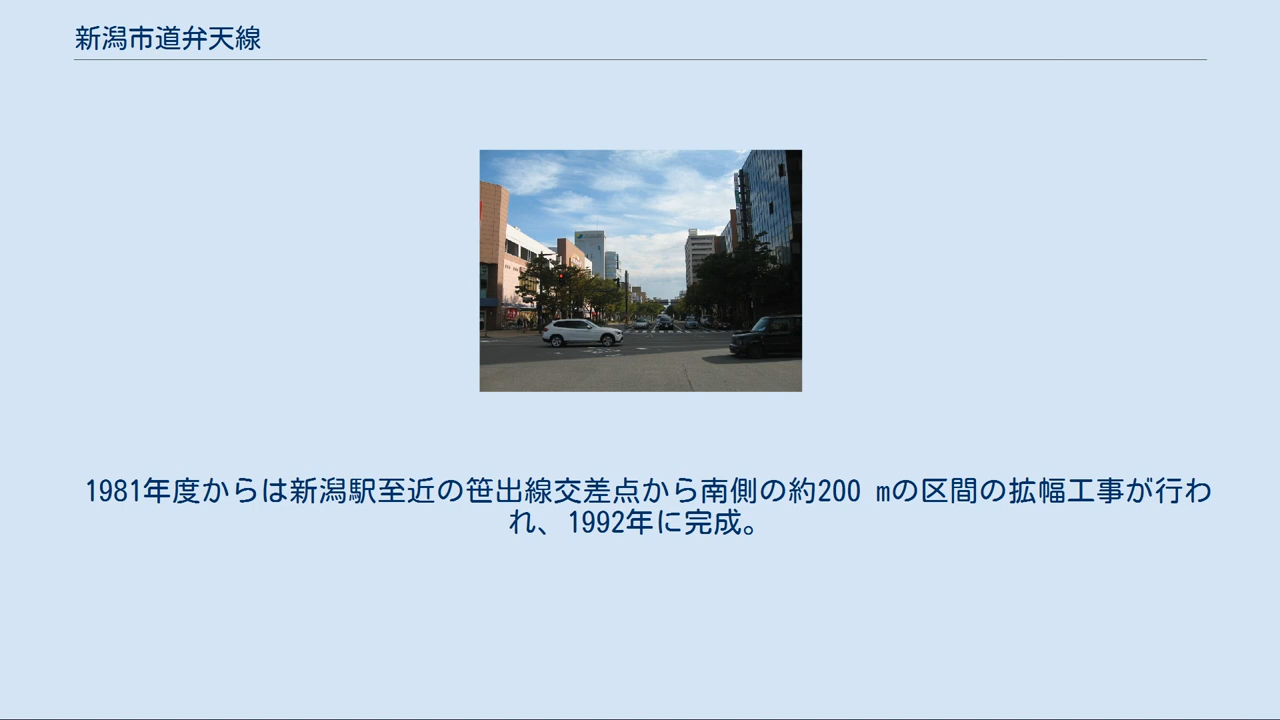 新潟市道弁天線
1981年度からは新潟駅至近の笹出線交差点から南側の約200 mの区間の拡幅工事が行わ
れ、1992年に完成。